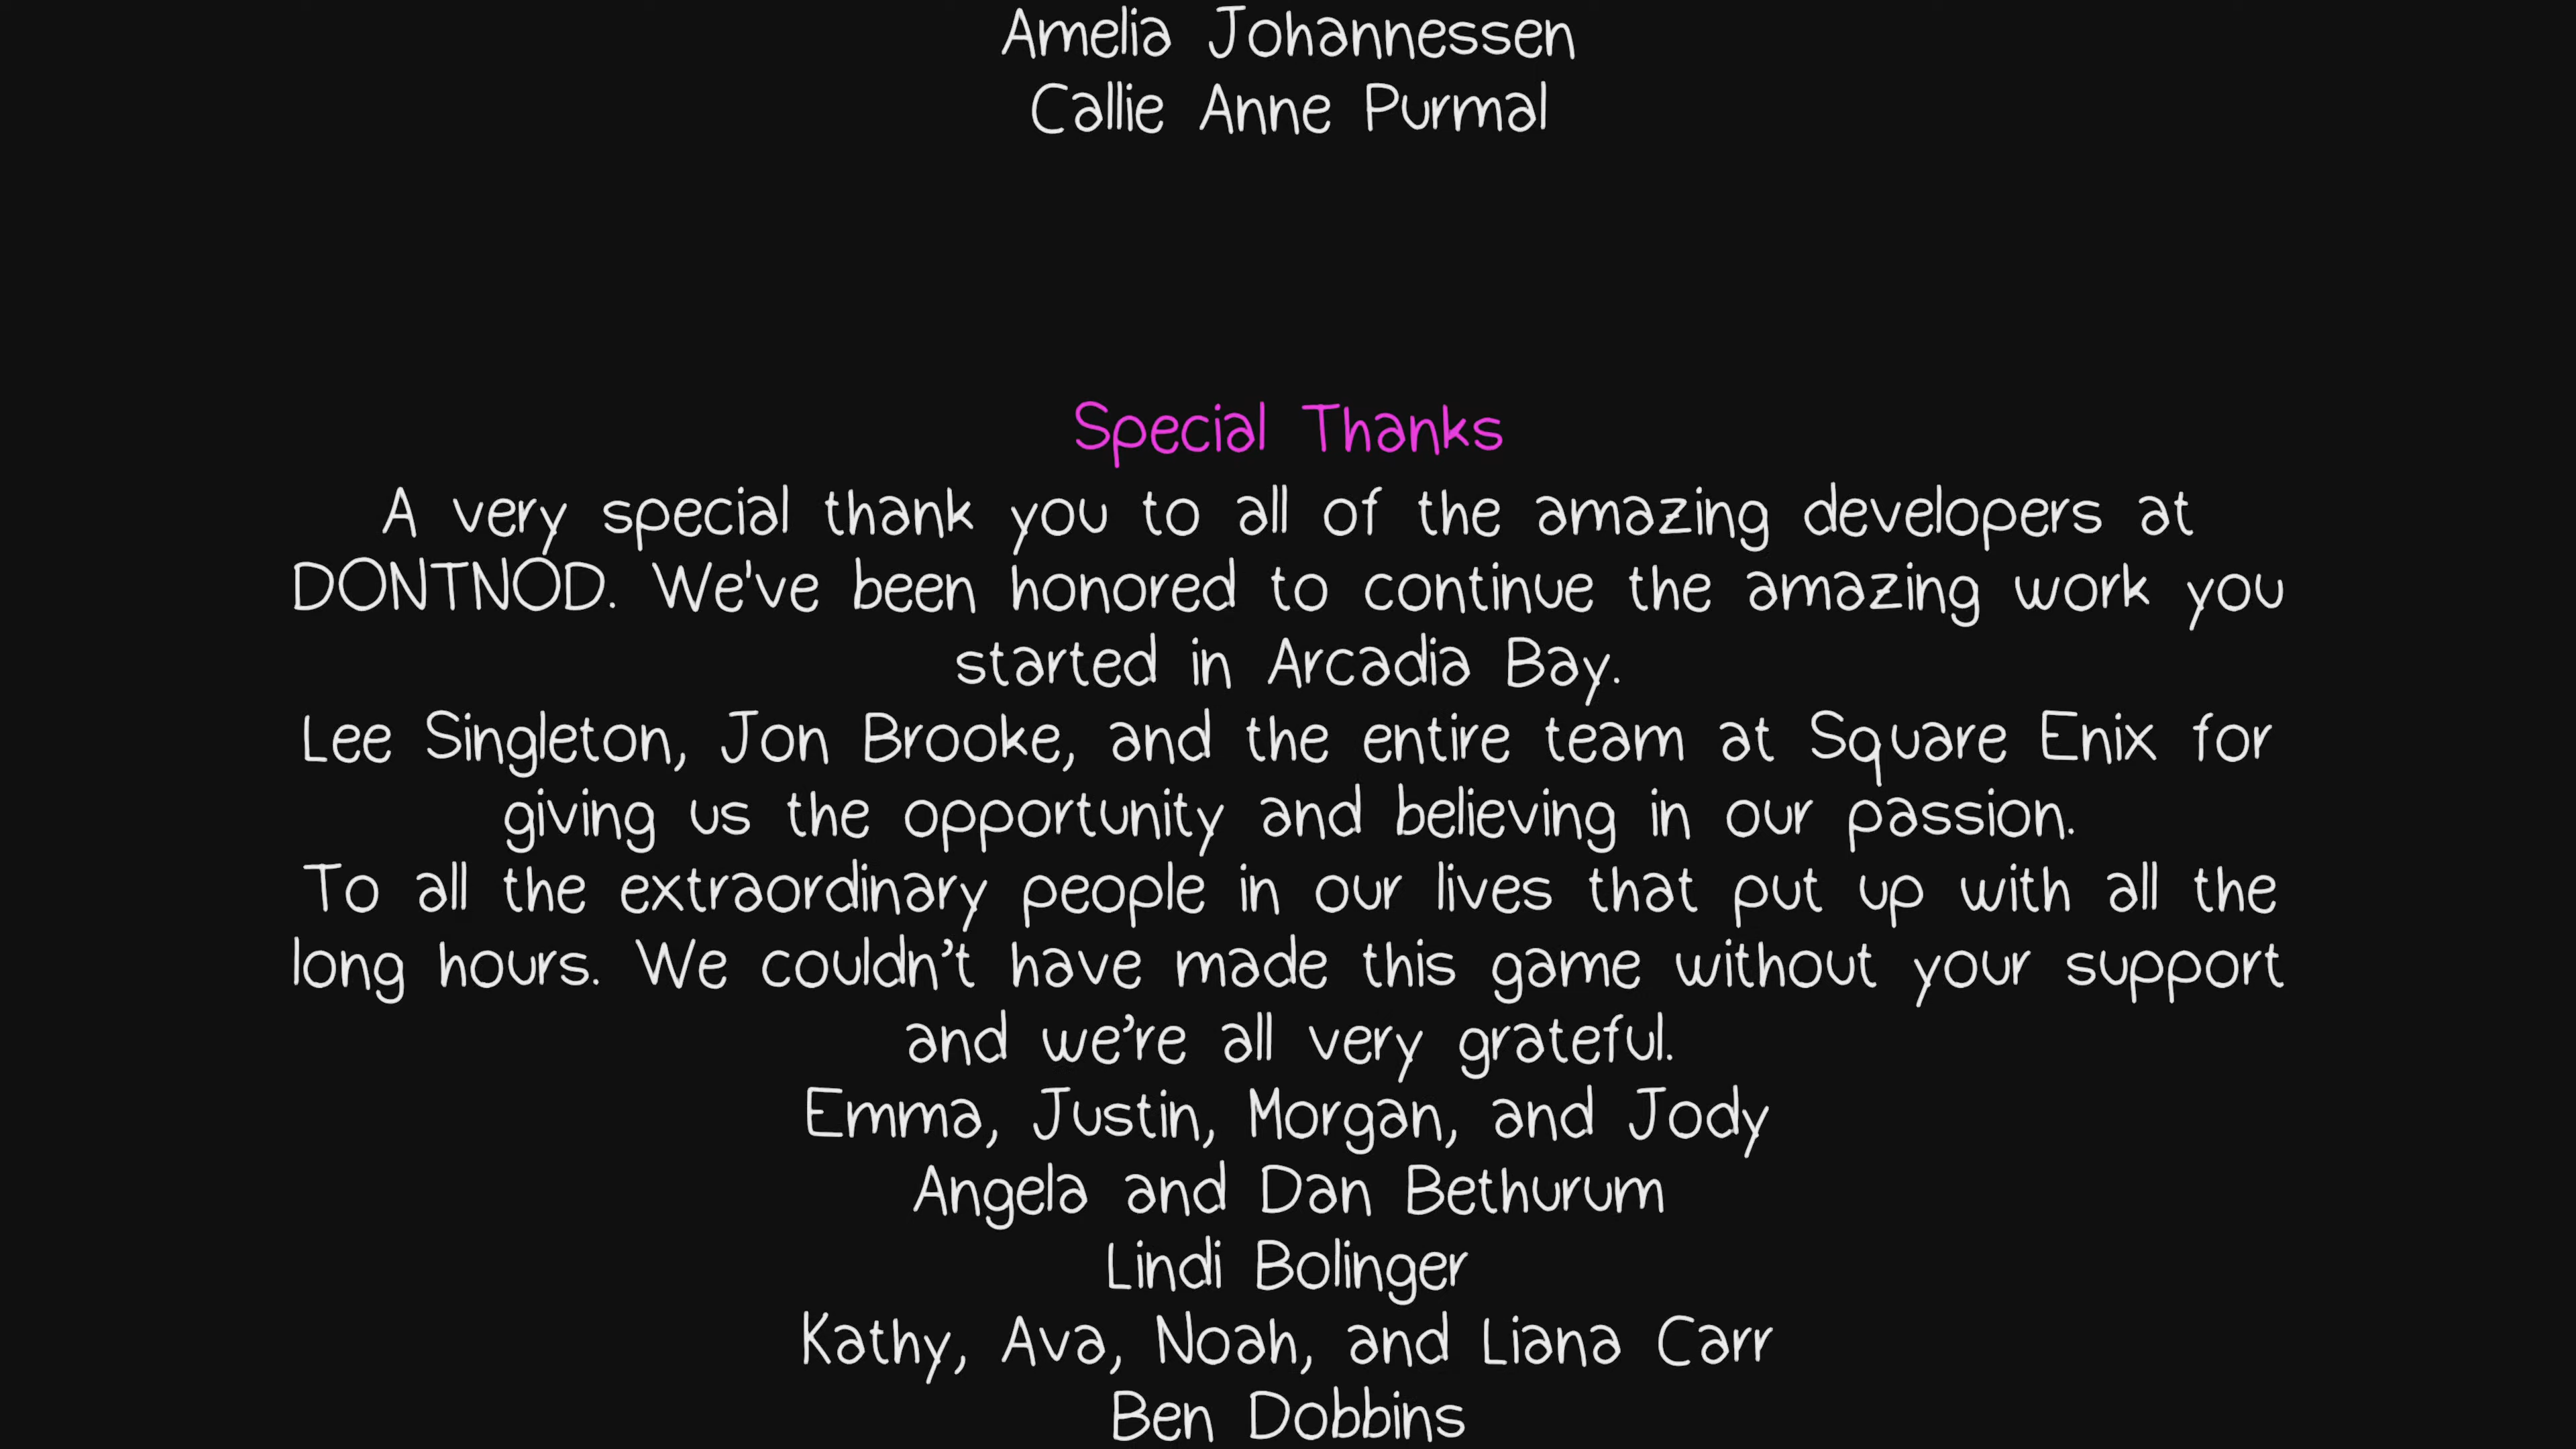 Amelia Johannessen
Callie Anne Purmal
Special Thanks
A very special thank you to all of the amazing developers at
DONTNOD. We've been honored to continue the amazing work you
started in Arcadia Bay.
Lee Singleton, Jon Brooke, and the entire team at Square Enix for
giving us the opportunity and believing in our passion.
To all the extraordinary people in our lives that put up with all the
long hours. We couldn’t have made this game without your support
and we’re all very grateful.
Emma, Justin, Morgan, and Jody
Angela and Dan Bethurum
Lindi Bolinger
Kathy, Ava, Noah, and Liana Carr
Ben Dobbins